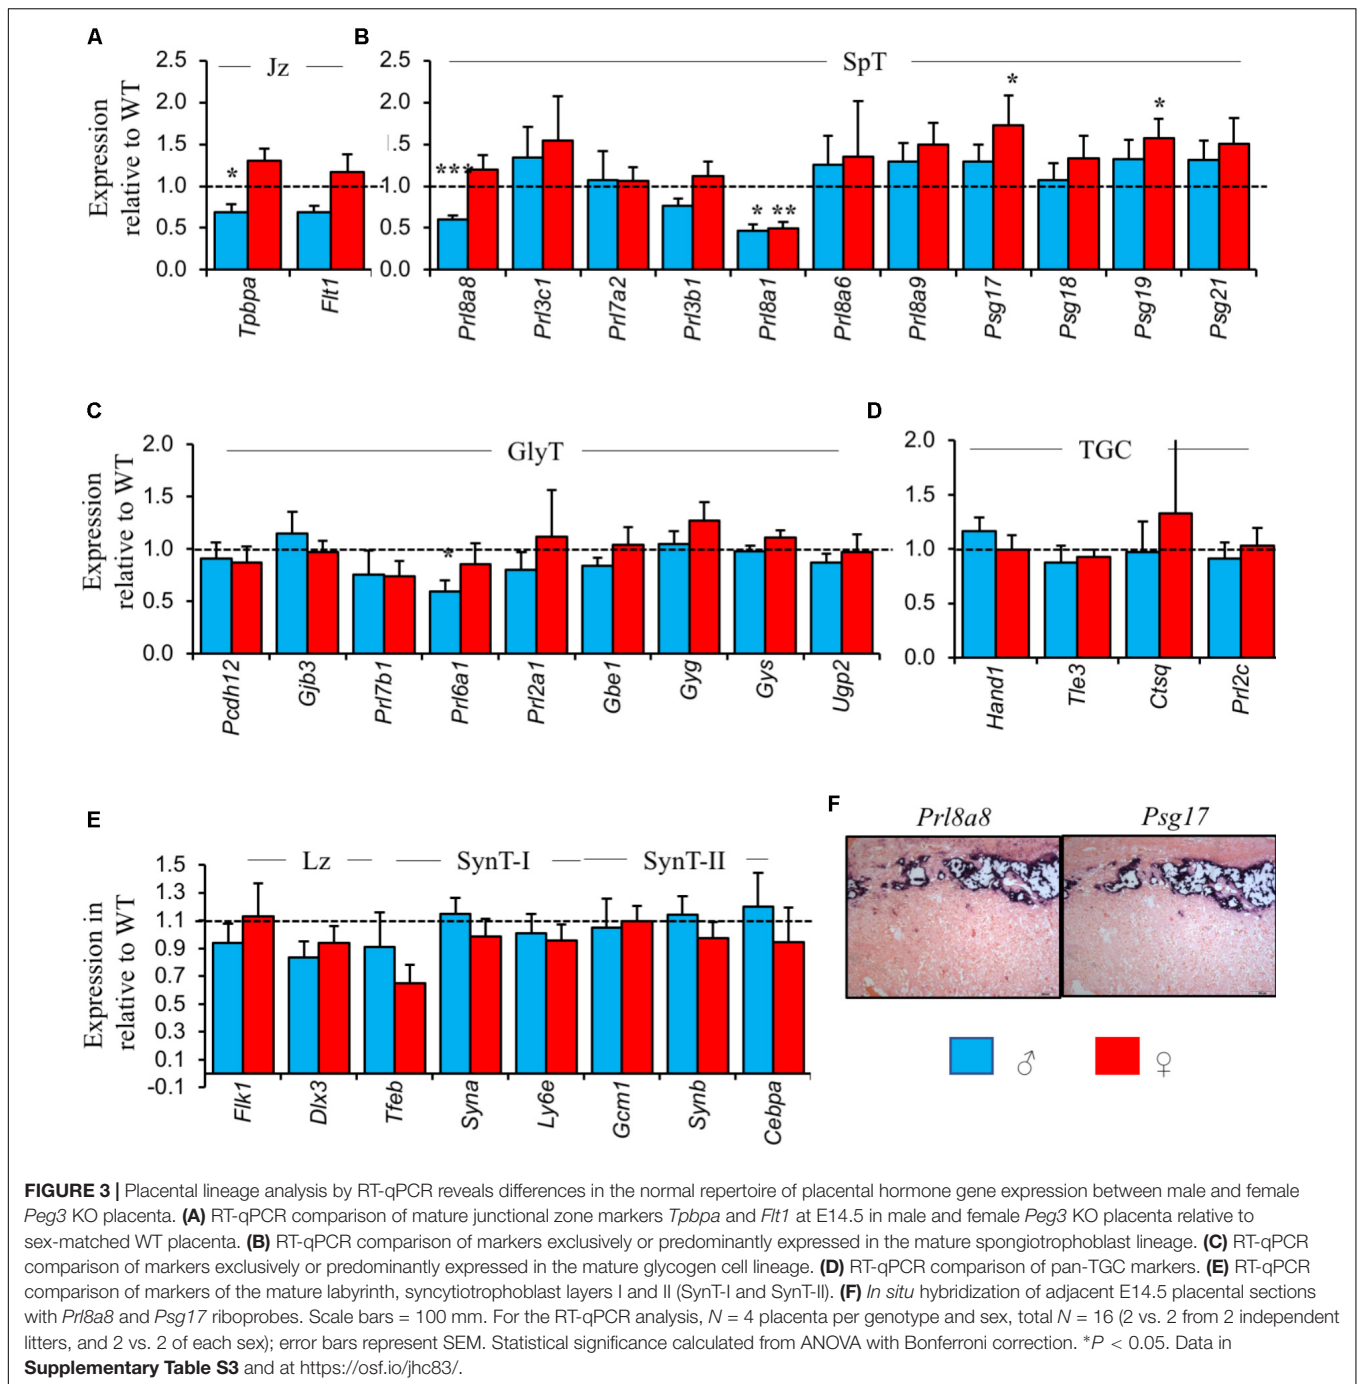 A
B
Expression
relative to WT
2.5
2.0
1.5
1.0
0.5
0.0
Jz
*
Tpbpa
Flt1
2.5
2.0
1.5
1.0
0.5
0.0
SpT
***
*
**
*
*
Prl8a8
Prl3c1
Prl7a2
Prl3b1
Prl8a1
Prl8a6
Prl8a9
Psg17
Psg18
Psg19
Psg21
C
D
Expression
relative to WT
2.0
1.5
1.0
0.5
0.0
GlyT
*
Pcdh12
Gjb3
Prl7b1
Prl6a1
Prl2a1
Gbe1
Gyg
Gys
Ugp2
2.0
1.5
1.0
0.5
0.0
TGC
Hand1
Tle3
Ctsq
Prl2c
E
Expression in
relative to WT
1.5
1.3
1.1
0.9
0.7
0.5
0.3
0.1
-0.1
Lz
SynT-I
SynT-II
Flk1
Dlx3
Tfeb
Syna
Ly6e
Gcm1
Synb
Cebpa
F
Prl8a8
Psg17
♂
♀
FIGURE 3 | Placental lineage analysis by RT-qPCR reveals differences in the normal repertoire of placental hormone gene expression between male and female
Peg3 KO placenta. (A) RT-qPCR comparison of mature junctional zone markers Tpbpa and Flt1 at E14.5 in male and female Peg3 KO placenta relative to
sex-matched WT placenta. (B) RT-qPCR comparison of markers exclusively or predominantly expressed in the mature spongiotrophoblast lineage. (C) RT-qPCR
comparison of markers exclusively or predominantly expressed in the mature glycogen cell lineage. (D) RT-qPCR comparison of pan-TGC markers. (E) RT-qPCR
comparison of markers of the mature labyrinth, syncytiotrophoblast layers I and II (SynT-I and SynT-II). (F) In situ hybridization of adjacent E14.5 placental sections
with Prl8a8 and Psg17 riboprobes. Scale bars = 100 mm. For the RT-qPCR analysis, N = 4 placenta per genotype and sex, total N = 16 (2 vs. 2 from 2 independent
litters, and 2 vs. 2 of each sex); error bars represent SEM. Statistical significance calculated from ANOVA with Bonferroni correction. *P < 0.05. Data in
Supplementary Table S3 and at https://osf.io/jhc83/.